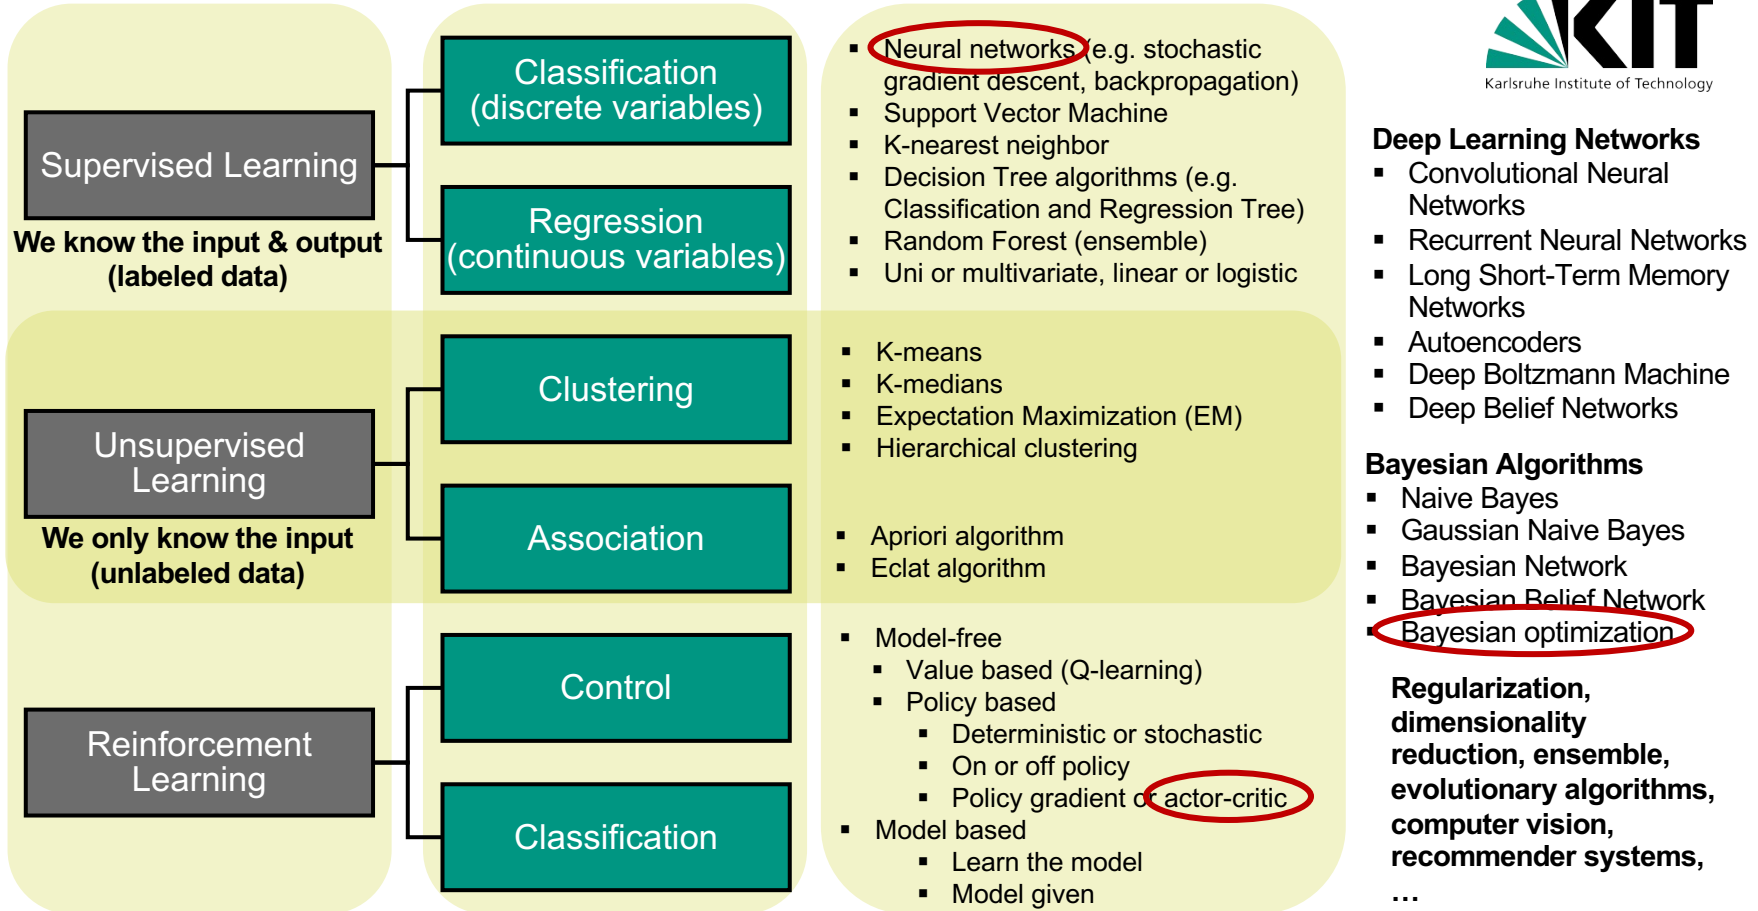 Supervised Learning
We know the input & output
(labeled data)
Classification
(discrete variables)
Regression
(continuous variables)
▪ Neural networks (e.g. stochastic
gradient descent, backpropagation)
▪ Support Vector Machine
▪ K-nearest neighbor
▪ Decision Tree algorithms (e.g.
Classification and Regression Tree)
▪ Random Forest (ensemble)
▪ Uni or multivariate, linear or logistic
Unsupervised
Learning
We only know the input
(unlabeled data)
Clustering
Association
▪ K-means
▪ K-medians
▪ Expectation Maximization (EM)
▪ Hierarchical clustering
▪ Apriori algorithm
▪ Eclat algorithm
Reinforcement
Learning
Control
Classification
▪ Model-free
▪ Value based (Q-learning)
▪ Policy based
▪ Deterministic or stochastic
▪ On or off policy
▪ Policy gradient or actor-critic
▪ Model based
▪ Learn the model
▪ Model given
KIT
Karlsruhe Institute of Technology
Deep Learning Networks
▪ Convolutional Neural
Networks
▪ Recurrent Neural Networks
▪ Long Short-Term Memory
Networks
▪ Autoencoders
▪ Deep Boltzmann Machine
▪ Deep Belief Networks
Bayesian Algorithms
▪ Naive Bayes
▪ Gaussian Naive Bayes
▪ Bayesian Network
▪ Bayesian Belief Network
▪ Bayesian optimization
Regularization,
dimensionality
reduction, ensemble,
evolutionary algorithms,
computer vision,
recommender systems,
…